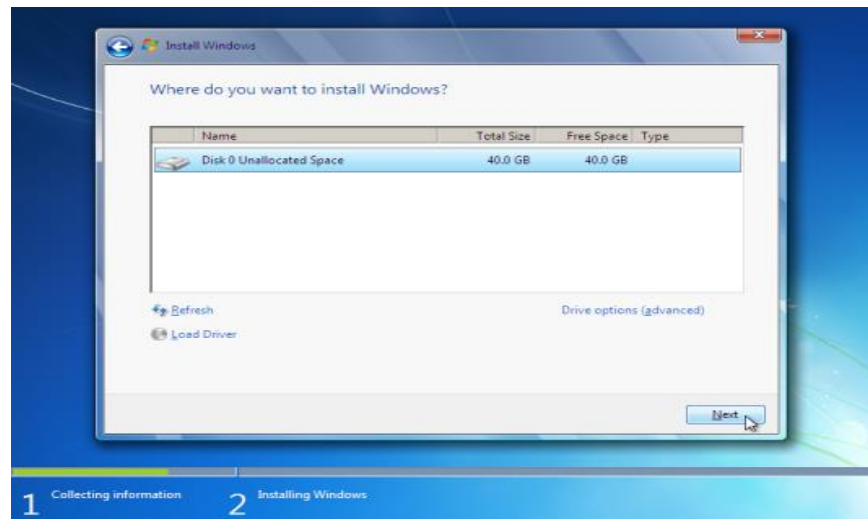 Install Windows
Where do you want to install Windows?
Name Total Size Free Space Type
Disk 0 Unallocated Space 40.0 GB 40.0 GB
Refresh Drive options (advanced)
Load Driver
Next
1 Collecting information 2 Installing Windows